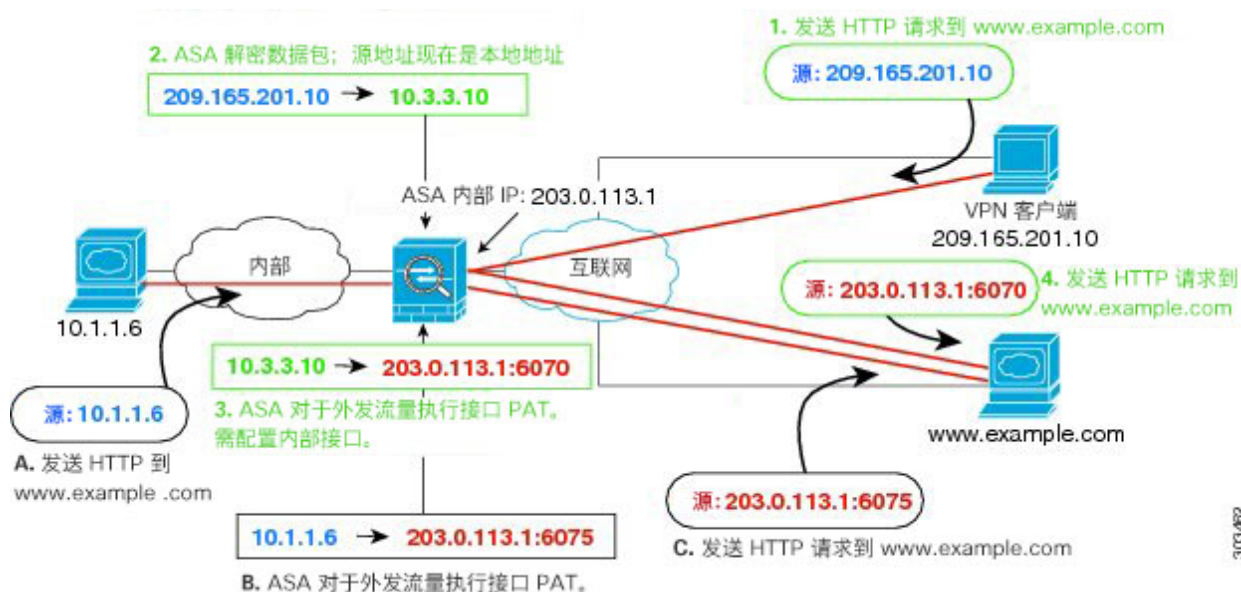 1. 发送 HTTP 请求到 www.example.com
源: 209.165.201.10
2. ASA 解密数据包；源地址现在是本地地址
209.165.201.10 → 10.3.3.10
ASA 内部 IP: 203.0.113.1
VPN 客户端
209.165.201.10
内部
互联网
10.1.1.6
源: 203.0.113.1:6070
4. 发送 HTTP 请求到
www.example.com
10.3.3.10 → 203.0.113.1:6070
3. ASA 对于外发流量执行接口 PAT。
需配置内部接口。
源: 10.1.1.6
A. 发送 HTTP 到
www.example .com
www.example.com
源: 203.0.113.1:6075
C. 发送 HTTP 请求到 www.example.com
10.1.1.6 → 203.0.113.1:6075
B. ASA 对于外发流量执行接口 PAT。